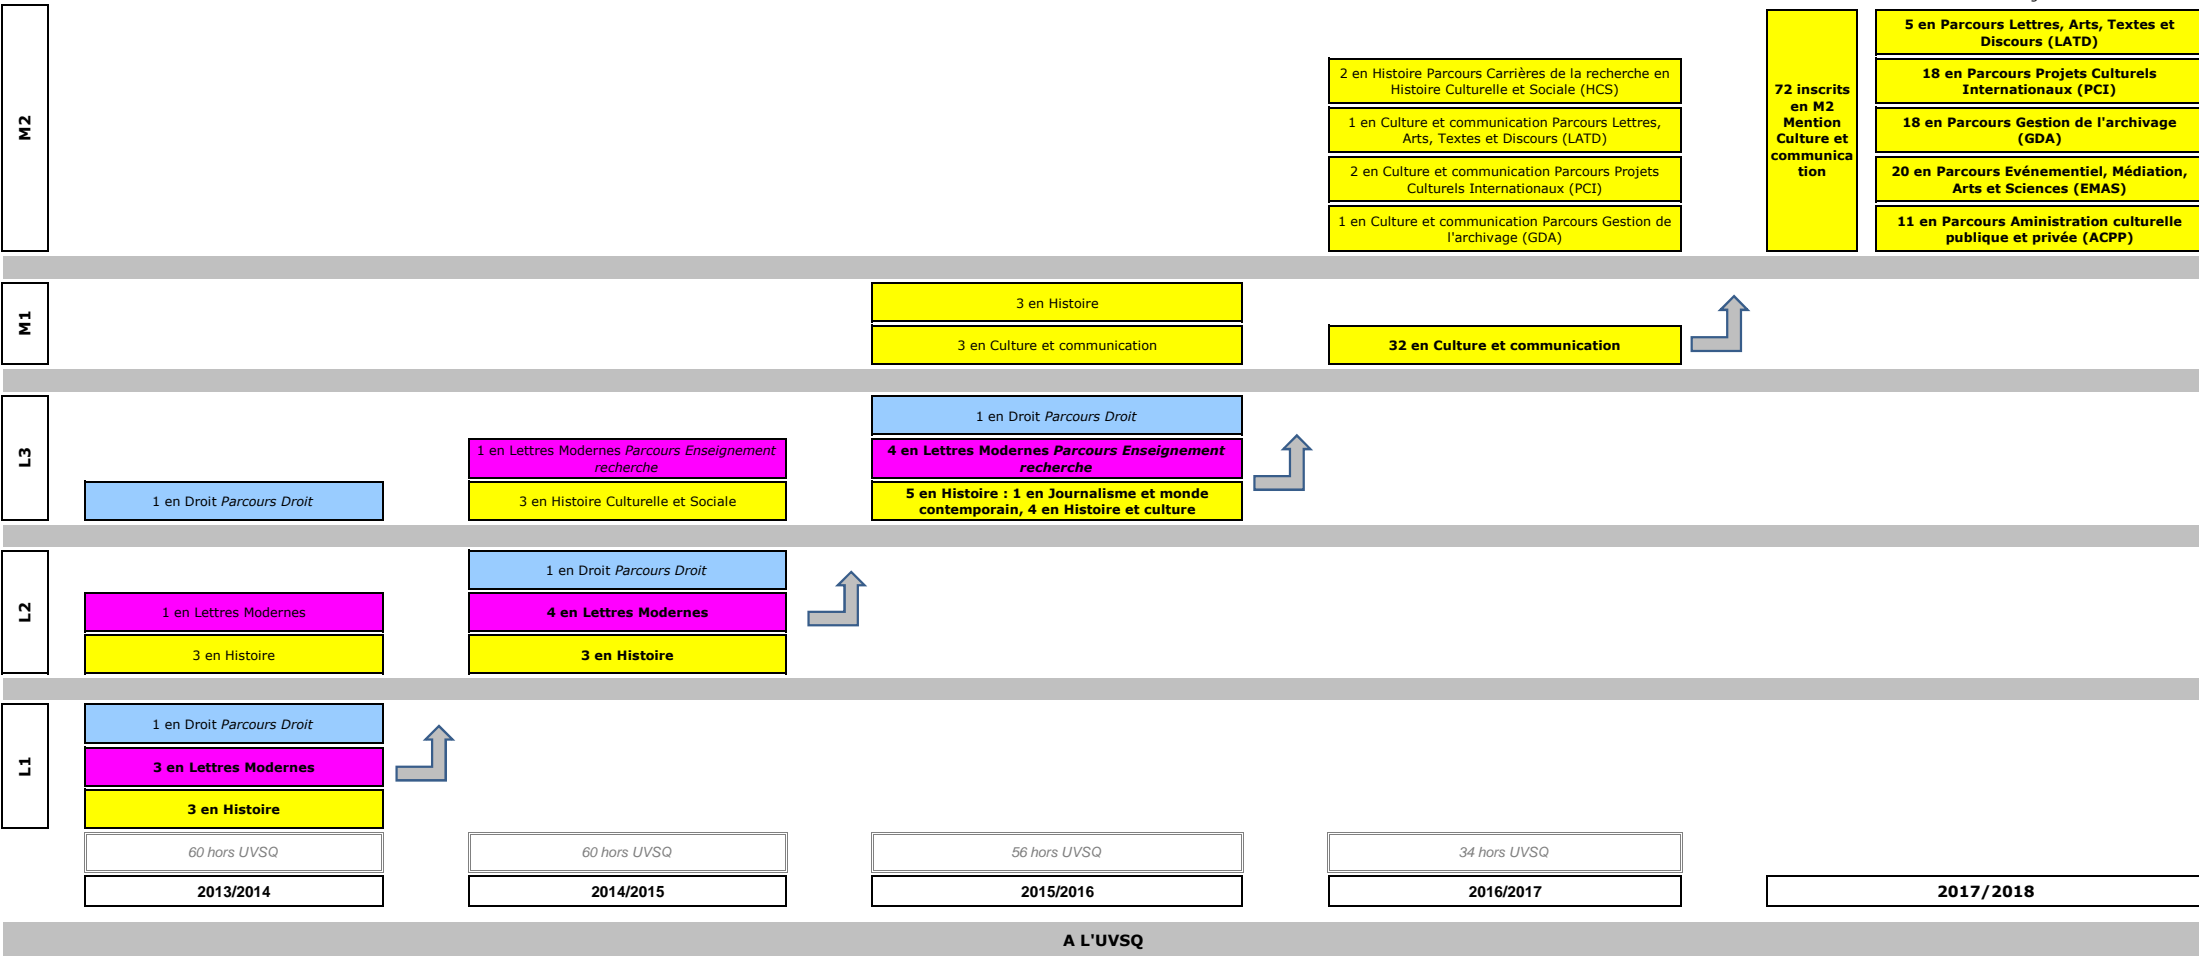 M2
2 en Histoire Parcours Carrières de la recherche en
Histoire Culturelle et Sociale (HCS)
1 en Culture et communication Parcours Lettres,
Arts, Textes et Discours (LATD)
2 en Culture et communication Parcours Projets
Culturels Internationaux (PCI)
1 en Culture et communication Parcours Gestion de
l'archivage (GDA)
72 inscrits
en M2
Mention
Culture et
communica
tion
5 en Parcours Lettres, Arts, Textes et
Discours (LATD)
18 en Parcours Projets Culturels
Internationaux (PCI)
18 en Parcours Gestion de l'archivage
(GDA)
20 en Parcours Evénementiel, Médiation,
Arts et Sciences (EMAS)
11 en Parcours Aministration culturelle
publique et privée (ACPP)
M1
3 en Histoire
3 en Culture et communication
32 en Culture et communication
L3
1 en Droit Parcours Droit
1 en Lettres Modernes Parcours Enseignement
recherche
3 en Histoire Culturelle et Sociale
1 en Droit Parcours Droit
4 en Lettres Modernes Parcours Enseignement
recherche
5 en Histoire : 1 en Journalisme et monde
contemporain, 4 en Histoire et culture
L2
1 en Lettres Modernes
3 en Histoire
1 en Droit Parcours Droit
4 en Lettres Modernes
3 en Histoire
L1
1 en Droit Parcours Droit
3 en Lettres Modernes
3 en Histoire
60 hors UVSQ
60 hors UVSQ
56 hors UVSQ
34 hors UVSQ
2013/2014
2014/2015
2015/2016
2016/2017
2017/2018
A L'UVSQ